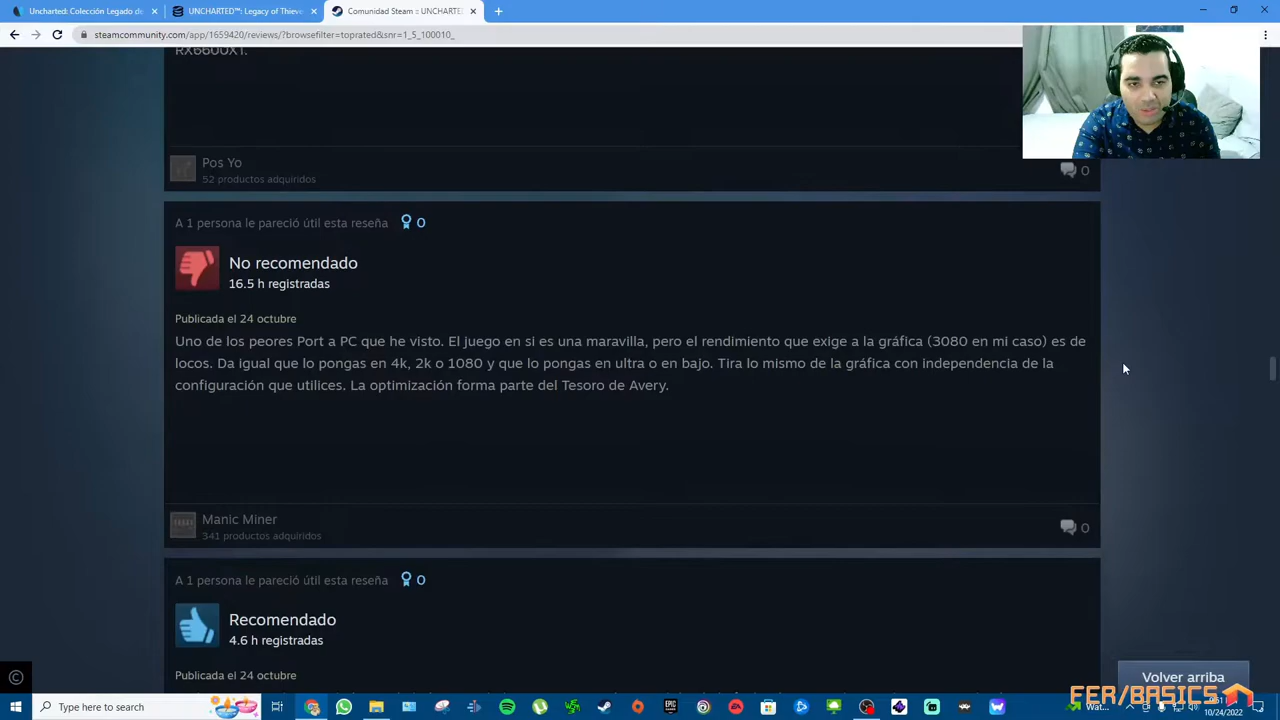 Uncharted: Colección Legado de
UNCHARTED™: Legacy of Thieve
Comunidad Steam :: UNCHARTE
steamcommunity.com/app/1659420/reviews/?browsefilter=toprated&snr=1_5_100010_
RX6600XT.
Pos Yo
52 productos adquiridos
0
A 1 persona le pareció útil esta reseña
0
No recomendado
16.5 h registradas
Publicada el 24 octubre
Uno de los peores Port a PC que he visto. El juego en si es una maravilla, pero el rendimiento que exige a la gráfica (3080 en mi caso) es de
locos. Da igual que lo pongas en 4k, 2k o 1080 y que lo pongas en ultra o en bajo. Tira lo mismo de la gráfica con independencia de la
configuración que utilices. La optimización forma parte del Tesoro de Avery.
Manic Miner
341 productos adquiridos
0
A 1 persona le pareció útil esta reseña
0
Recomendado
4.6 h registradas
Publicada el 24 octubre
Volver arriba
FER/BASICS
Type here to search
Wat...
10/24/2022